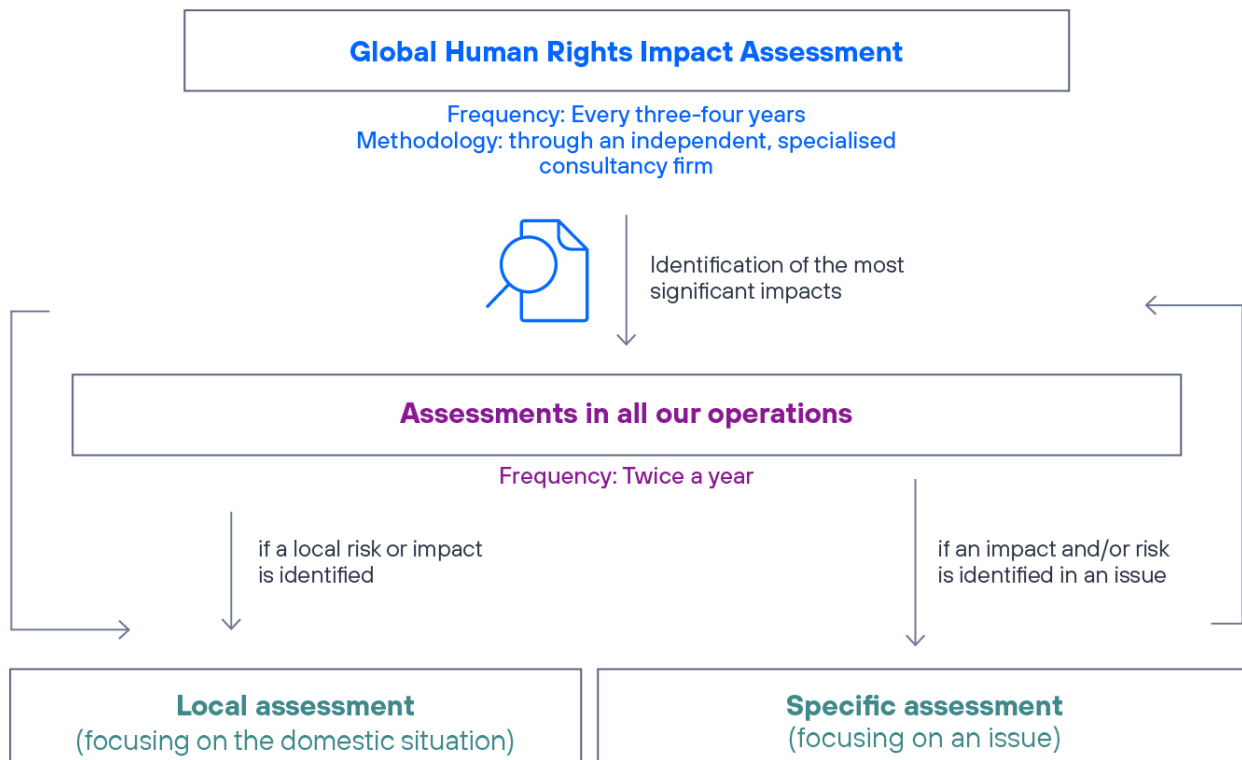 Global Human Rights Impact Assessment
Frequency: Every three-four years
Methodology: through an independent, specialised
consultancy firm
Identification of the most
significant impacts
Assessments in all our operations
Frequency: Twice a year
if a local risk or impact
is identified
if an impact and/or risk
is identified in an issue
Local assessment
(focusing on the domestic situation)
Specific assessment
(focusing on an issue)